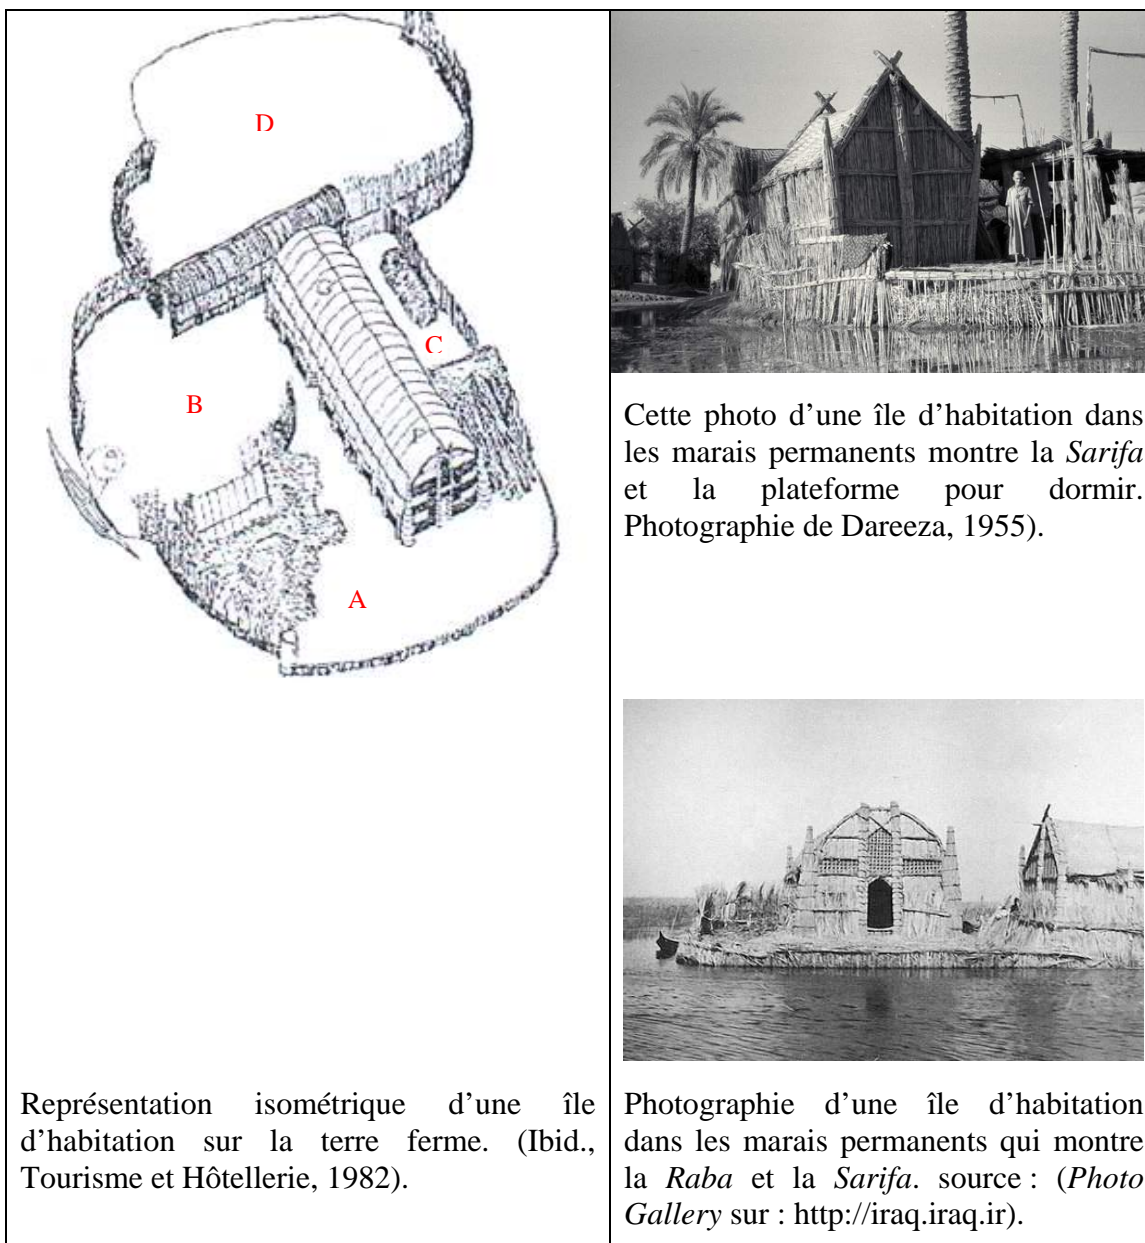 D
C
B
A
Représentation isométrique d'une île
d'habitation sur la terre ferme. (Ibid.,
Tourisme et Hôtellerie, 1982).
Cette photo d'une île d'habitation dans
les marais permanents montre la Sarifa
et la plateforme pour dormir.
Photographie de Dareeza, 1955).
Photographie d'une île d'habitation
dans les marais permanents qui montre
la Raba et la Sarifa. source : (Photo
Gallery sur : http://iraq.iraq.ir).